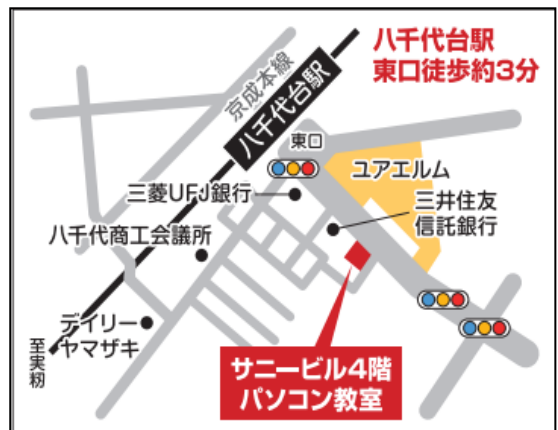 八千代台駅
東口徒歩約3分
京成本線
八千代台駅
東口
ユアエルム
三菱UFJ銀行
三井住友
信託銀行
八千代商工会議所
デイリー
ヤマザキ
至実籾
サニービル4階
パソコン教室